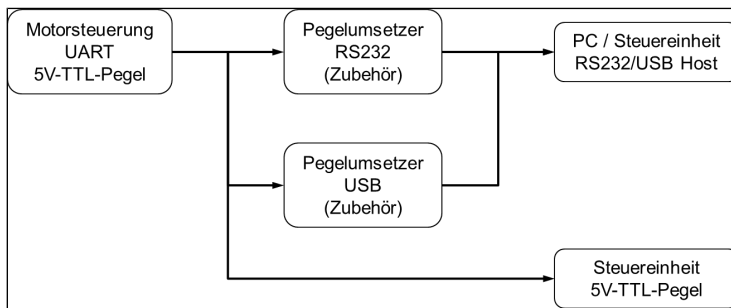 Motorsteuerung
UART
5V-TTL-Pegel
Pegelumsetzer
RS232
(Zubehör)
PC / Steuereinheit
RS232/USB Host
Pegelumsetzer
USB
(Zubehör)
Steuereinheit
5V-TTL-Pegel